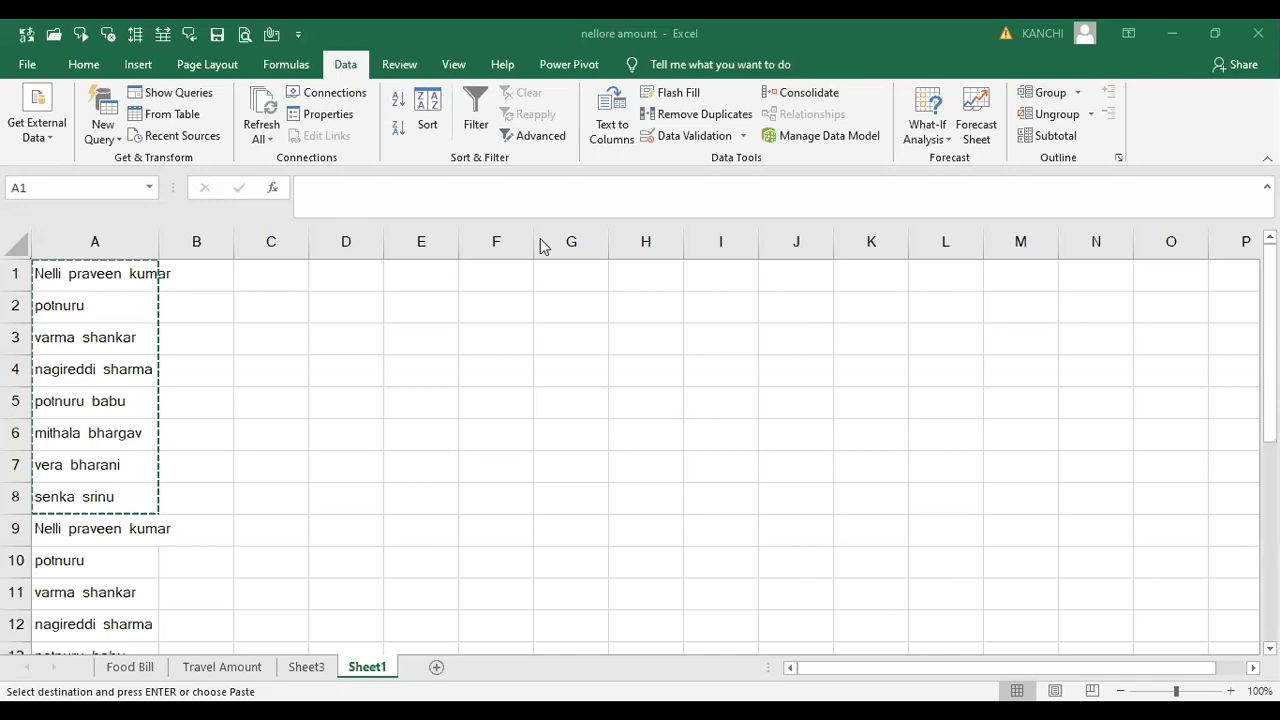 nellore amount - Excel
KANCHI
File Home Insert Page Layout Formulas Data Review View Help Power Pivot Tell me what you want to do Share
Get External Data
New Query
Show Queries
From Table
Recent Sources
Get & Transform
Refresh All
Connections
Properties
Edit Links
Connections
Sort
Filter
Clear
Reapply
Advanced
Sort & Filter
Text to Columns
Flash Fill
Remove Duplicates
Data Validation
Consolidate
Relationships
Manage Data Model
Data Tools
What-If Analysis
Forecast Sheet
Forecast
Group
Ungroup
Subtotal
Outline
A1 fx
A B C D E F G H I J K L M N O P
1 Nelli praveen kumar
2 potnuru
3 varma shankar
4 nagireddi sharma
5 potnuru babu
6 mithala bhargav
7 vera bharani
8 senka srinu
9 Nelli praveen kumar
10 potnuru
11 varma shankar
12 nagireddi sharma
Food Bill Travel Amount Sheet3 Sheet1
Select destination and press ENTER or choose Paste 100%